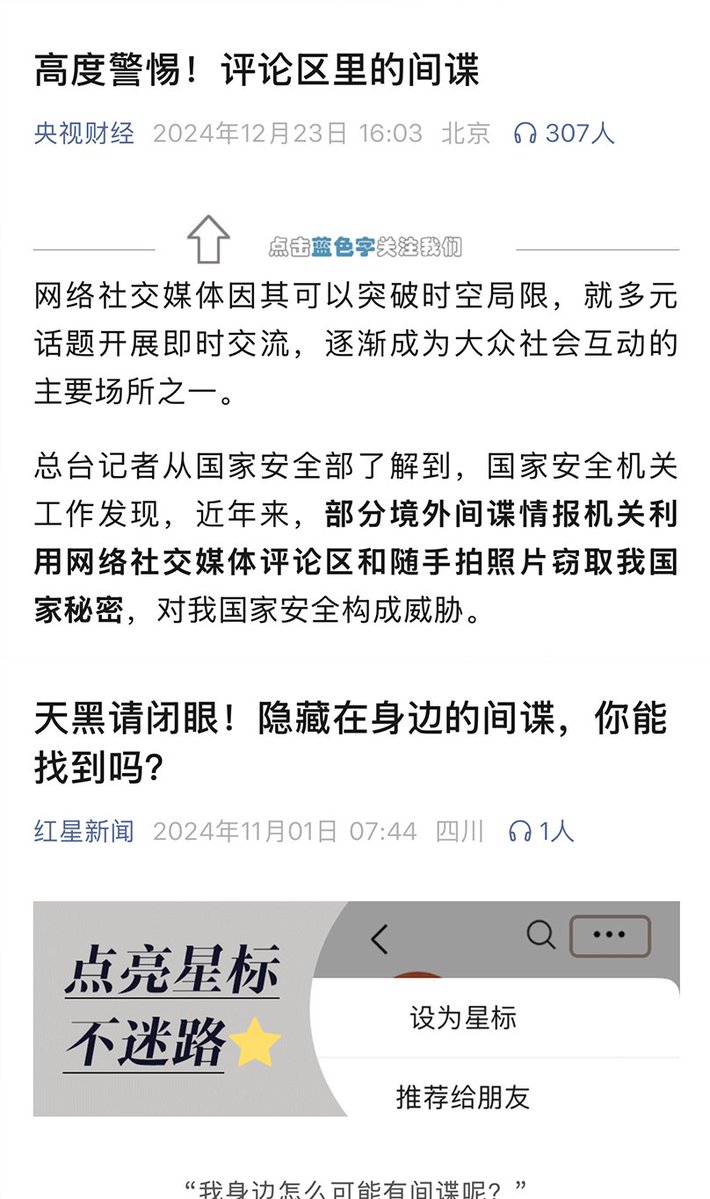 高度警惕！评论区里的间谍
央视财经 2024年12月23日 16:03 北京 307人
点击蓝色字关注我们
网络社交媒体因其可以突破时空局限，就多元
话题开展即时交流，逐渐成为大众社会互动的
主要场所之一。
总台记者从国家安全部了解到，国家安全机关
工作发现，近年来，部分境外间谍情报机关利
用网络社交媒体评论区和随手拍照片窃取我国
家秘密，对我国家安全构成威胁。
天黑请闭眼！隐藏在身边的间谍，你能
找到吗？
红星新闻 2024年11月01日 07:44 四川 1人
点亮星标
不迷路
设为星标
推荐给朋友
“我身边怎么可能有间谍呢？”